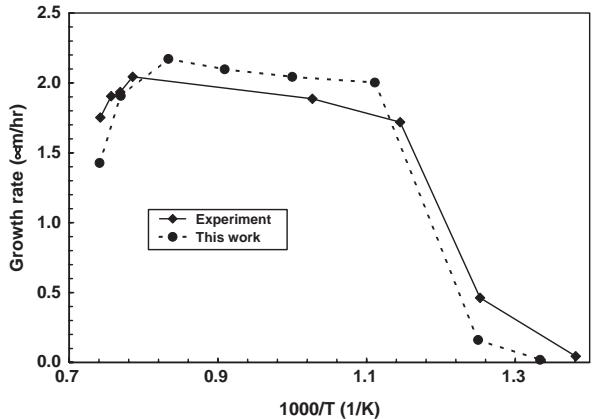 2.5
2.0
1.5
1.0
0.5
0.0
Growth rate (∝m/hr)
Experiment
This work
0.7 0.9 1.1 1.3
1000/T (1/K)